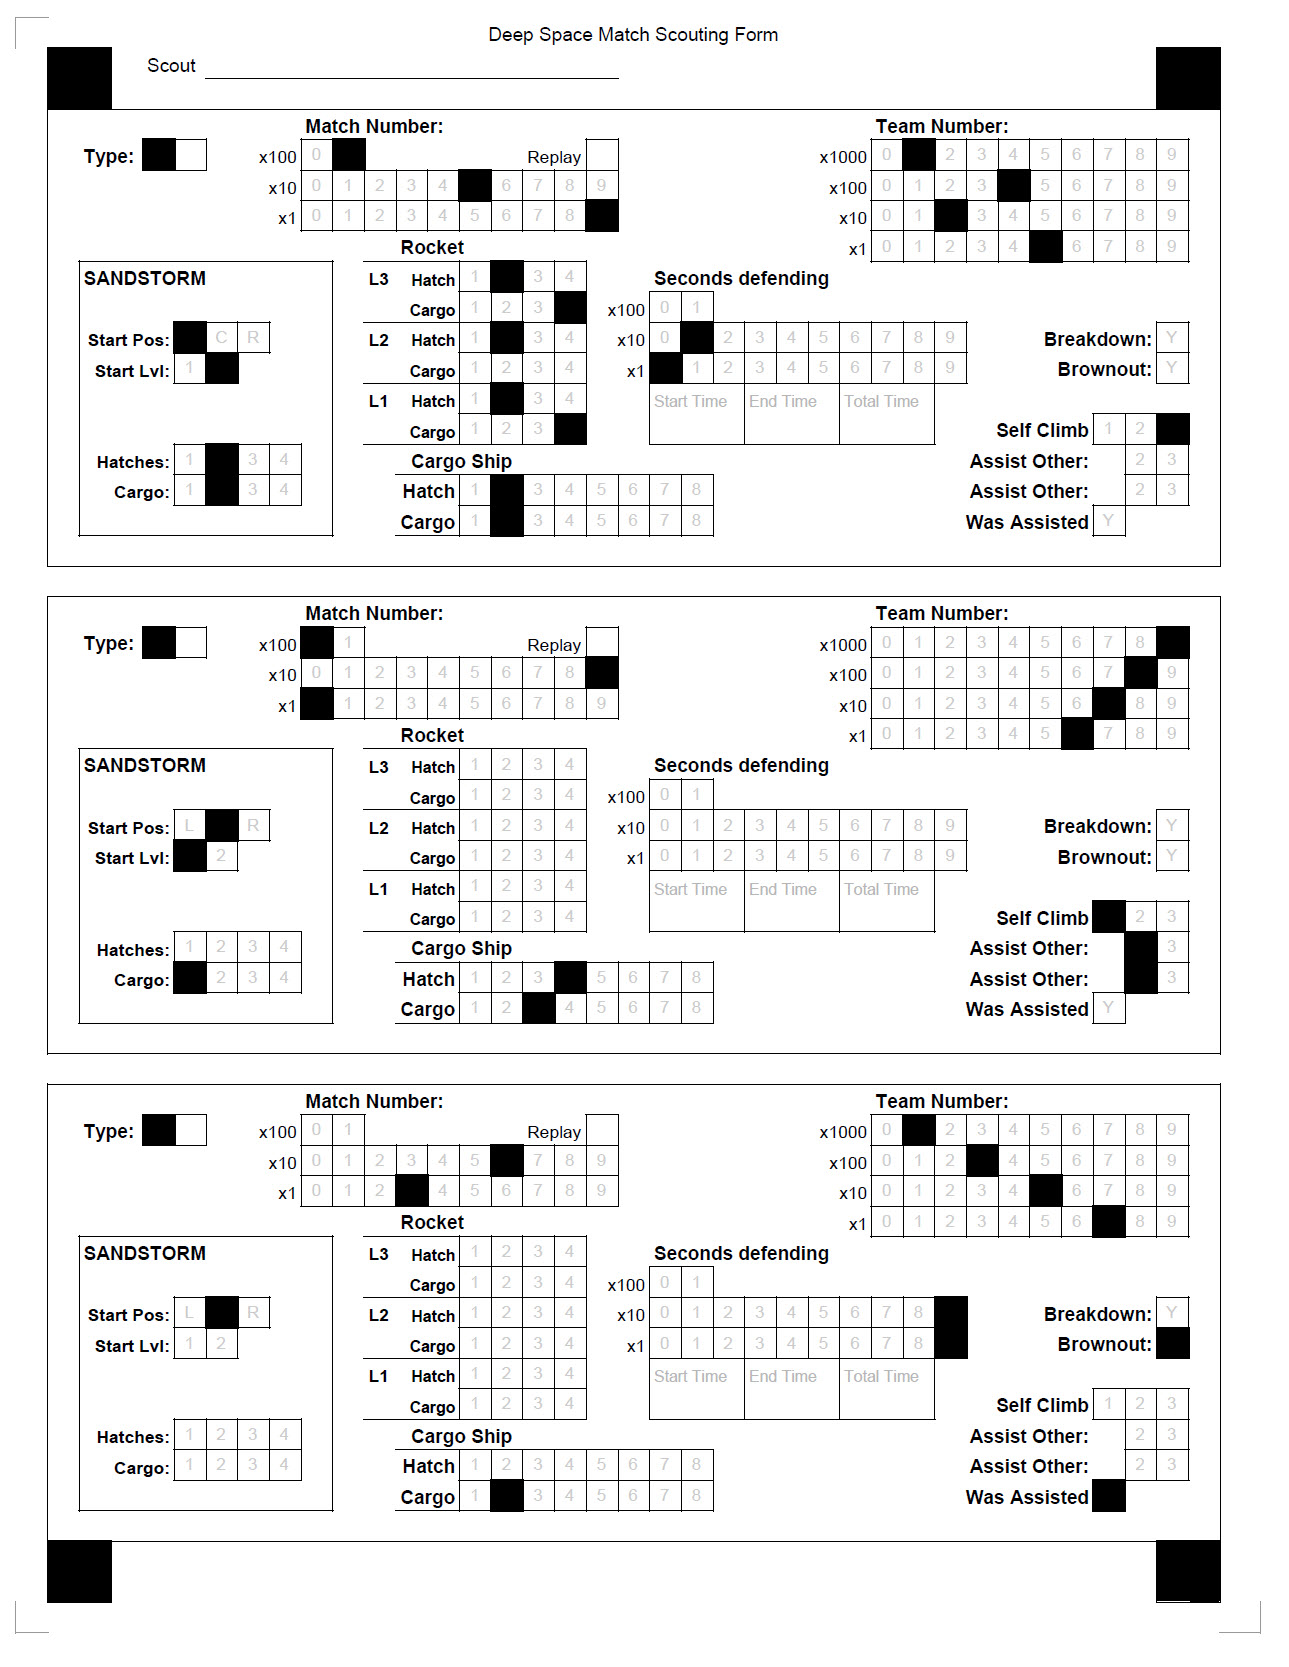 Deep Space Match Scouting Form
Scout
Match Number: Team Number:
Type: x100 0 Replay x1000 0 2 3 4 5 6 7 8 9
x10 0 1 2 3 4 6 7 8 9 x100 0 1 2 3 5 6 7 8 9
x1 0 1 2 3 4 5 6 7 8 x10 0 1 3 4 5 6 7 8 9
Rocket x1 0 1 2 3 4 6 7 8 9
SANDSTORM L3 Hatch 1 3 4 Seconds defending
Cargo 1 2 3 x100 0 1
Start Pos: C R L2 Hatch 1 3 4 x10 0 2 3 4 5 6 7 8 9 Breakdown: Y
Start Lvl: 1 Cargo 1 2 3 4 x1 1 2 3 4 5 6 7 8 9 Brownout: Y
L1 Hatch 1 3 4 Start Time End Time Total Time
Cargo 1 2 3 Self Climb 1 2
Hatches: 1 3 4 Cargo Ship Assist Other: 2 3
Cargo: 1 3 4 Hatch 1 3 4 5 6 7 8 Assist Other: 2 3
Cargo 1 3 4 5 6 7 8 Was Assisted Y
Match Number: Team Number:
Type: x100 1 Replay x1000 0 1 2 3 4 5 6 7 8
x10 0 1 2 3 4 5 6 7 8 x100 0 1 2 3 4 5 6 7 9
x1 1 2 3 4 5 6 7 8 9 x10 0 1 2 3 4 5 6 8 9
Rocket x1 0 1 2 3 4 5 7 8 9
SANDSTORM L3 Hatch 1 2 3 4 Seconds defending
Cargo 1 2 3 4 x100 0 1
Start Pos: L R L2 Hatch 1 2 3 4 x10 0 1 2 3 4 5 6 7 8 9 Breakdown: Y
Start Lvl: 2 Cargo 1 2 3 4 x1 0 1 2 3 4 5 6 7 8 9 Brownout: Y
L1 Hatch 1 2 3 4 Start Time End Time Total Time
Cargo 1 2 3 4 Self Climb 2 3
Hatches: 1 2 3 4 Cargo Ship Assist Other: 3
Cargo: 2 3 4 Hatch 1 2 3 5 6 7 8 Assist Other: 3
Cargo 1 2 4 5 6 7 8 Was Assisted Y
Match Number: Team Number:
Type: x100 0 1 Replay x1000 0 2 3 4 5 6 7 8 9
x10 0 1 2 3 4 5 7 8 9 x100 0 1 2 4 5 6 7 8 9
x1 0 1 2 4 5 6 7 8 9 x10 0 1 2 3 4 6 7 8 9
Rocket x1 0 1 2 3 4 5 6 8 9
SANDSTORM L3 Hatch 1 2 3 4 Seconds defending
Cargo 1 2 3 4 x100 0 1
Start Pos: L R L2 Hatch 1 2 3 4 x10 0 1 2 3 4 5 6 7 8 Breakdown: Y
Start Lvl: 1 2 Cargo 1 2 3 4 x1 0 1 2 3 4 5 6 7 8 Brownout:
L1 Hatch 1 2 3 4 Start Time End Time Total Time
Cargo 1 2 3 4 Self Climb 1 2 3
Hatches: 1 2 3 4 Cargo Ship Assist Other: 2 3
Cargo: 1 2 3 4 Hatch 1 2 3 4 5 6 7 8 Assist Other: 2 3
Cargo 1 3 4 5 6 7 8 Was Assisted